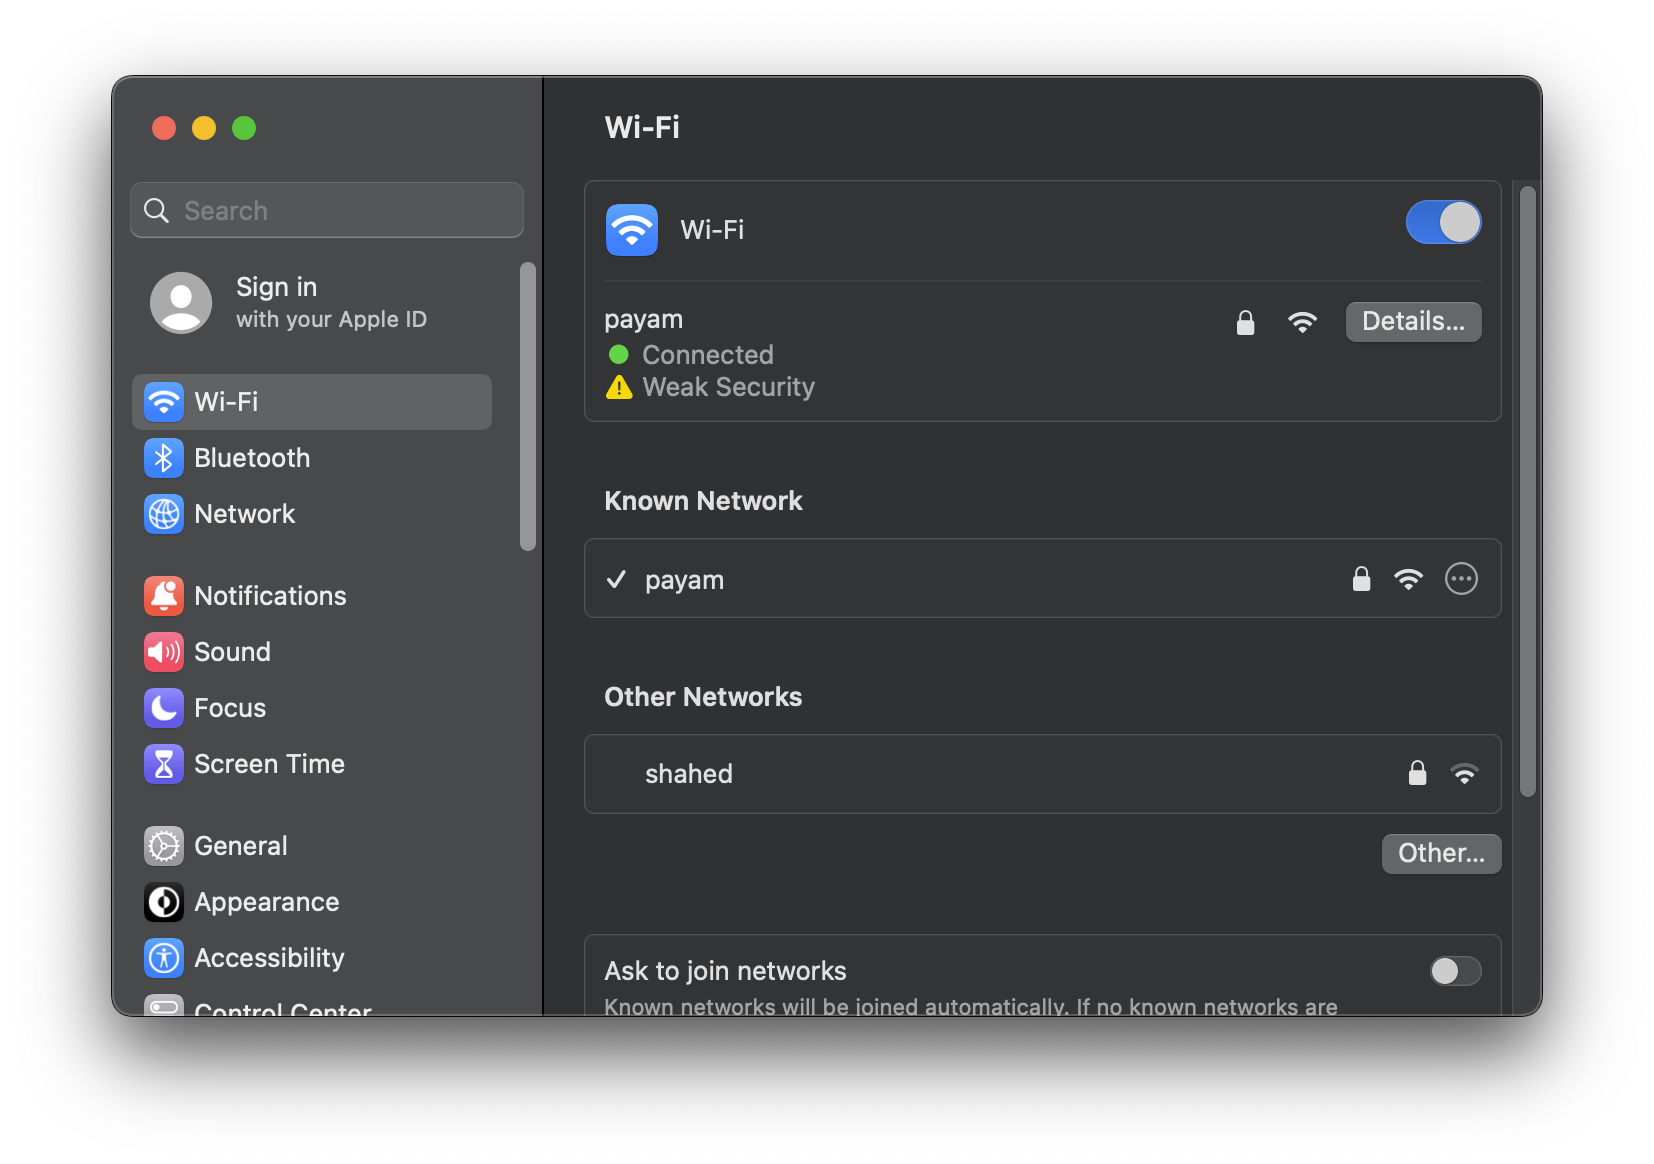 Search
Sign in
with your Apple ID
Wi-Fi
Bluetooth
Network
Notifications
Sound
Focus
Screen Time
General
Appearance
Accessibility
Control Center
Wi-Fi
Wi-Fi
payam
Details...
Connected
Weak Security
Known Network
payam
Other Networks
shahed
Other...
Ask to join networks
Known networks will be joined automatically. If no known networks are